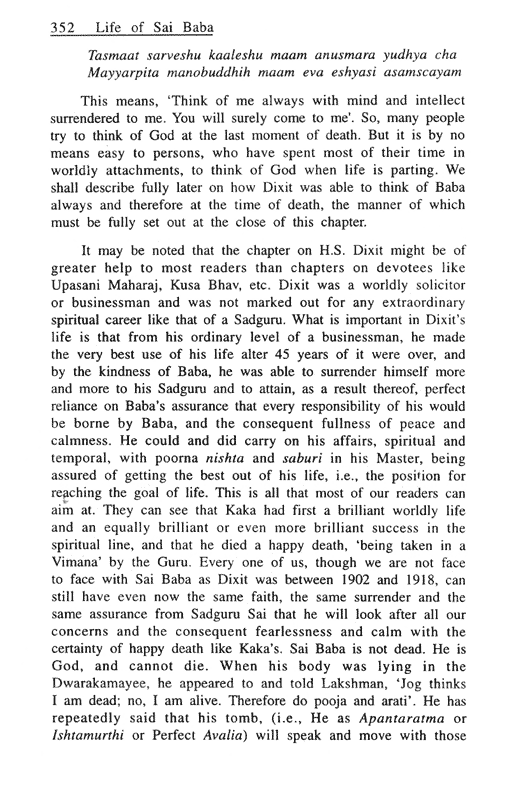 352 Life of Sai Baba
Tasmaat sarveshu kaaleshu maam anusmara yudhya cha
Mayyarpita manobuddhih maam eva eshyasi asamscayam
This means, 'Think of me always with mind and intellect
surrendered to me. You will surely come to me'. So, many people
try to think of God at the last moment of death. But it is by no
means easy to persons, who have spent most of their time in
worldly attachments, to think of God when life is parting. We
shall describe fully later on how Dixit was able to think of Baba
always and therefore at the time of death, the manner of which
must be fully set out at the close of this chapter.
It may be noted that the chapter on H.S. Dixit might be of
greater help to most readers than chapters on devotees like
Upasani Maharaj, Kusa Bhav, etc. Dixit was a worldly solicitor
or businessman and was not marked out for any extraordinary
spiritual career like that of a Sadguru. What is important in Dixit's
life is that from his ordinary level of a businessman, he made
the very best use of his life alter 45 years of it were over, and
by the kindness of Baba, he was able to surrender himself more
and more to his Sadguru and to attain, as a result thereof, perfect
reliance on Baba's assurance that every responsibility of his would
be borne by Baba, and the consequent fullness of peace and
calmness. He could and did carry on his affairs, spiritual and
temporal, with poorna nishta and saburi in his Master, being
assured of getting the best out of his life, i.e., the position for
reaching the goal of life. This is all that most of our readers can
aim at. They can see that Kaka had first a brilliant worldly life
and an equally brilliant or even more brilliant success in the
spiritual line, and that he died a happy death, 'being taken in a
Vimana' by the Guru. Every one of us, though we are not face
to face with Sai Baba as Dixit was between 1902 and 1918, can
still have even now the same faith, the same surrender and the
same assurance from Sadguru Sai that he will look after all our
concerns and the consequent fearlessness and calm with the
certainty of happy death like Kaka's. Sai Baba is not dead. He is
God, and cannot die. When his body was lying in the
Dwarakamayee, he appeared to and told Lakshman, 'Jog thinks
I am dead; no, I am alive. Therefore do pooja and arati'. He has
repeatedly said that his tomb, (i.e., He as Apantaratma or
Ishtamurthi or Perfect Avalia) will speak and move with those